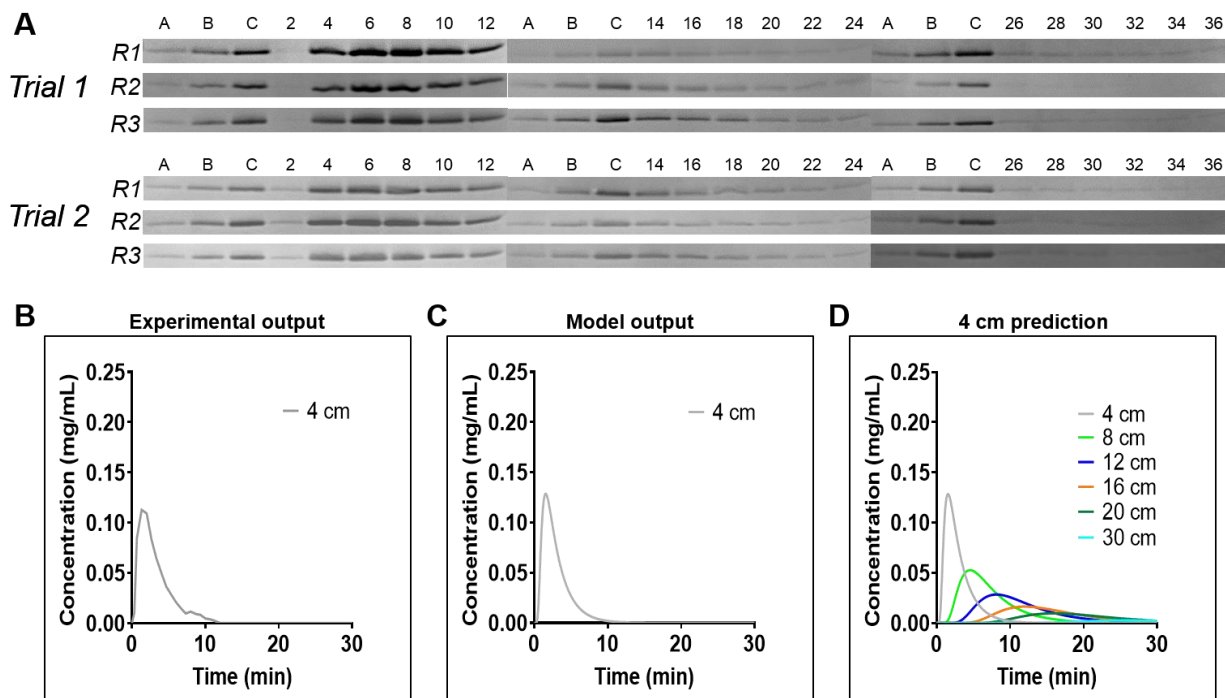 A
A B C 2 4 6 8 10 12 A B C 14 16 18 20 22 24 A B C 26 28 30 32 34 36
Trial 1
R1
R2
R3
A B C 2 4 6 8 10 12 A B C 14 16 18 20 22 24 A B C 26 28 30 32 34 36
Trial 2
R1
R2
R3
B
Experimental output
Concentration (mg/mL)
0.25
0.20
0.15
0.10
0.05
0.00
0 10 20 30
Time (min)
4 cm
C
Model output
Concentration (mg/mL)
0.25
0.20
0.15
0.10
0.05
0.00
0 10 20 30
Time (min)
4 cm
D
4 cm prediction
Concentration (mg/mL)
0.25
0.20
0.15
0.10
0.05
0.00
0 10 20 30
Time (min)
4 cm
8 cm
12 cm
16 cm
20 cm
30 cm